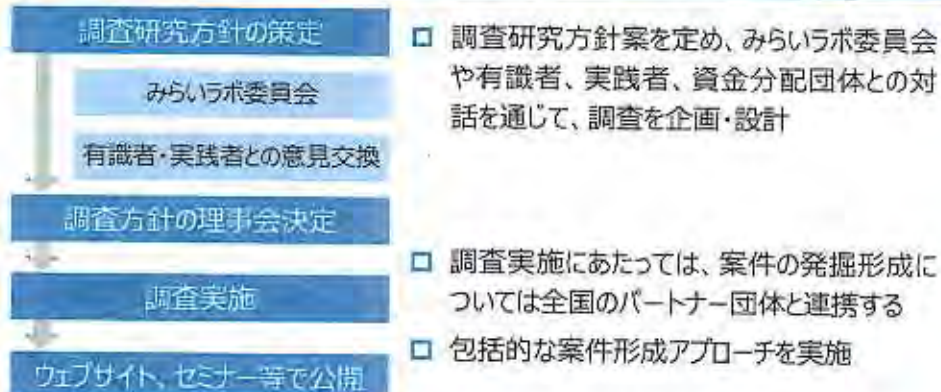 調査研究方針の策定
みらいラボ委員会
有識者・実践者との意見交換
調査方針の理事会決定
調査実施
ウェブサイト、セミナー等で公開
□ 調査研究方針案を定め、みらいラボ委員会
や有識者、実践者、資金分配団体との対
話を通じて、調査を企画・設計
□ 調査実施にあたっては、案件の発掘形成に
ついては全国のパートナー団体と連携する
□ 包括的な案件形成アプローチを実施